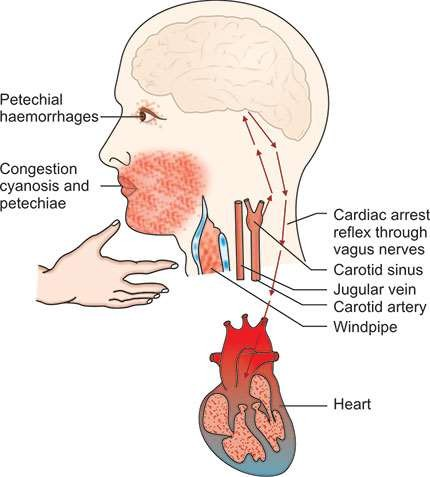 Petechial
haemorrhages
Congestion
cyanosis and
petechiae
Cardiac arrest
reflex through
vagus nerves
Carotid sinus
Jugular vein
Carotid artery
Windpipe
Heart